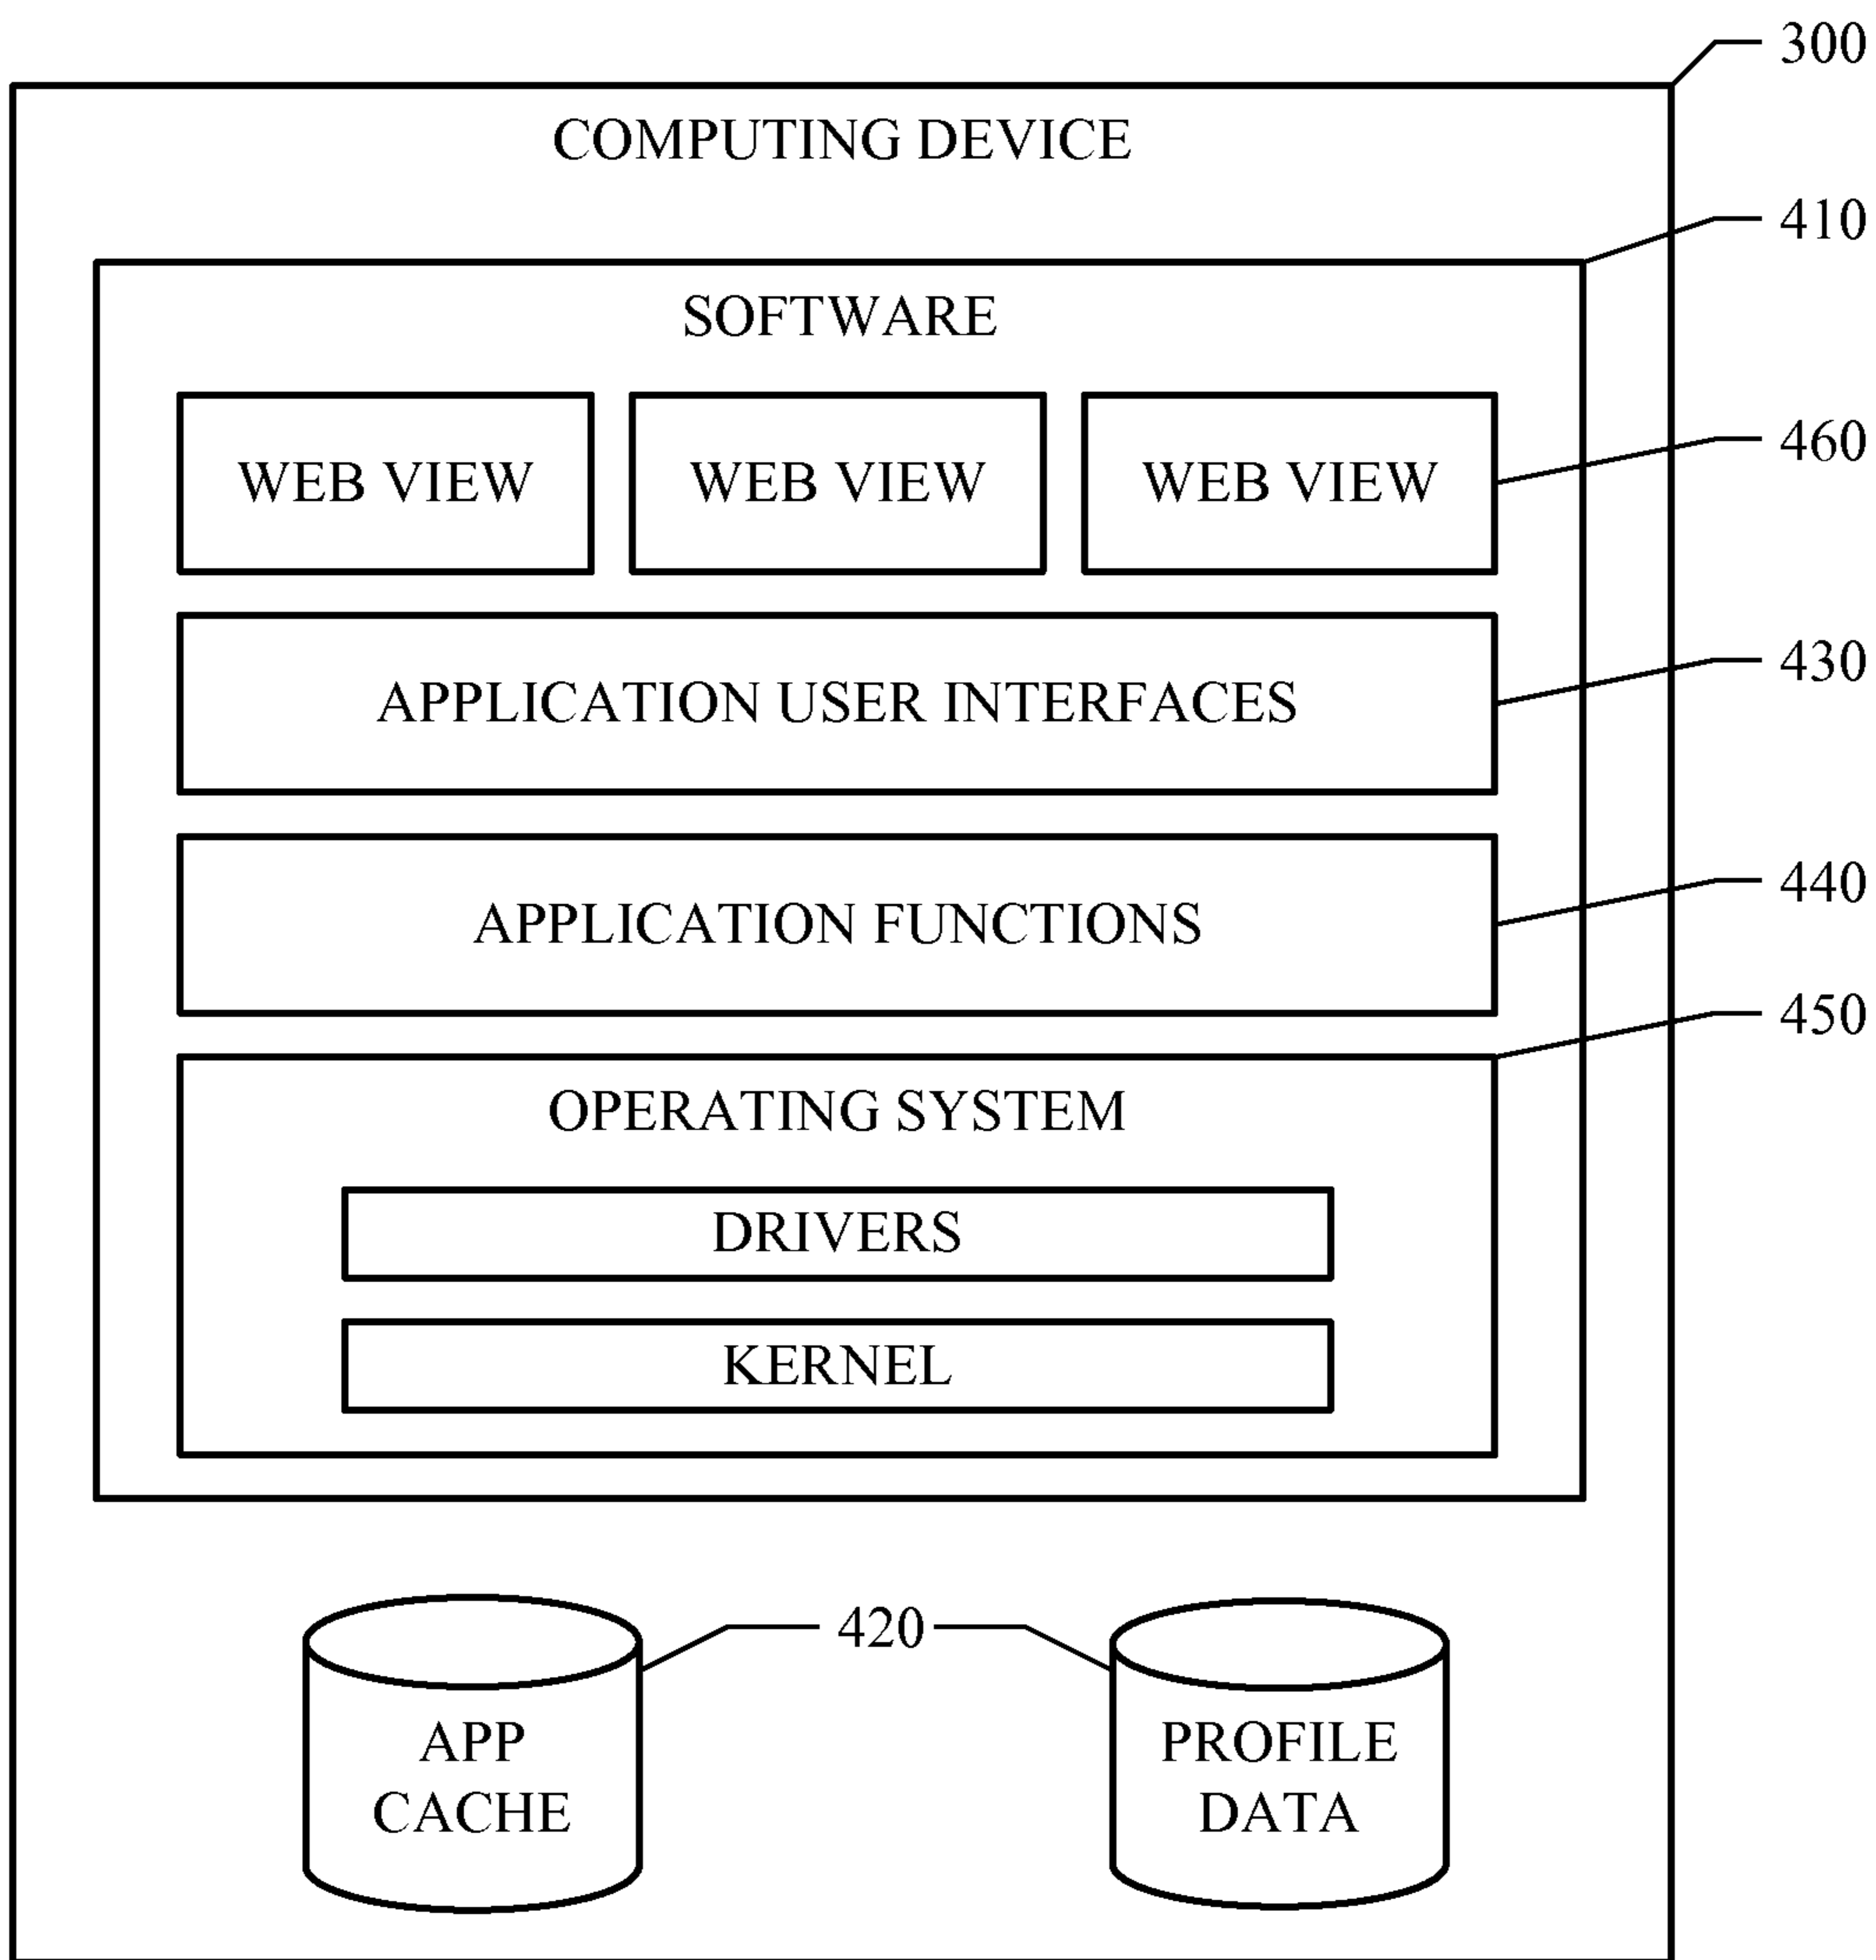 300
COMPUTING DEVICE
410
SOFTWARE
460
WEB VIEW WEB VIEW WEB VIEW
430
APPLICATION USER INTERFACES
440
APPLICATION FUNCTIONS
450
OPERATING SYSTEM
DRIVERS
KERNEL
420
APP
CACHE
PROFILE
DATA